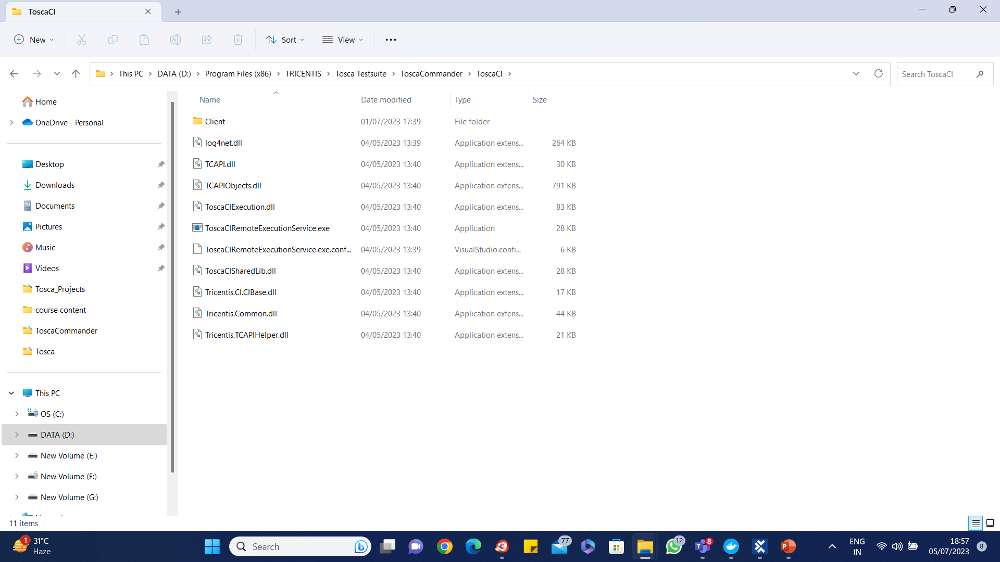 ToscaCI
New
Sort
View
This PC
DATA (D:)
Program Files (x86)
TRICENTIS
Tosca Testsuite
ToscaCommander
ToscaCI
Search ToscaCI
Home
OneDrive - Personal
Desktop
Downloads
Documents
Pictures
Music
Videos
Tosca_Projects
course content
ToscaCommander
Tosca
This PC
OS (C:)
DATA (D:)
New Volume (E:)
New Volume (F:)
New Volume (G:)
Name Date modified Type Size
Client 01/07/2023 17:39 File folder
log4net.dll 04/05/2023 13:39 Application extens... 264 KB
TCAPI.dll 04/05/2023 13:40 Application extens... 30 KB
TCAPIObjects.dll 04/05/2023 13:40 Application extens... 791 KB
ToscaCIExecution.dll 04/05/2023 13:40 Application extens... 83 KB
ToscaCIRemoteExecutionService.exe 04/05/2023 13:40 Application 28 KB
ToscaCIRemoteExecutionService.exe.conf... 04/05/2023 13:39 VisualStudio.confi... 6 KB
ToscaCISharedLib.dll 04/05/2023 13:40 Application extens... 28 KB
Tricentis.CI.CIBase.dll 04/05/2023 13:40 Application extens... 17 KB
Tricentis.Common.dll 04/05/2023 13:40 Application extens... 44 KB
Tricentis.TCAPIHelper.dll 04/05/2023 13:40 Application extens... 21 KB
11 items
1
31°C
Haze
Search
77
12
8
ENG
IN
18:57
05/07/2023
8